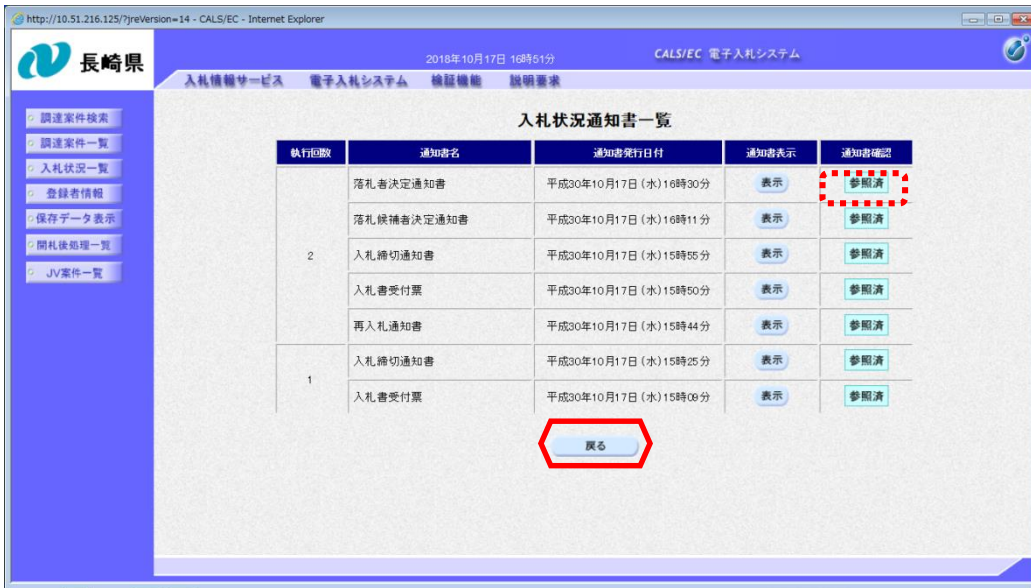 http://10.51.216.125/?jreVersion=14 - CALS/EC - Internet Explorer
長崎県
2018年10月17日 16時51分
CALS/EC 電子入札システム
入札情報サービス 電子入札システム 検証機能 説明要求
調達案件検索
調達案件一覧
入札状況一覧
登録者情報
保存データ表示
開札後処理一覧
JV案件一覧
入札状況通知書一覧
執行回数 通知書名 通知書発行日付 通知書表示 通知書確認
落札者決定通知書 平成30年10月17日(水)16時30分 表示 参照済
落札候補者決定通知書 平成30年10月17日(水)16時11分 表示 参照済
2 入札締切通知書 平成30年10月17日(水)15時55分 表示 参照済
入札書受付票 平成30年10月17日(水)15時50分 表示 参照済
再入札通知書 平成30年10月17日(水)15時44分 表示 参照済
1 入札締切通知書 平成30年10月17日(水)15時25分 表示 参照済
入札書受付票 平成30年10月17日(水)15時09分 表示 参照済
戻る